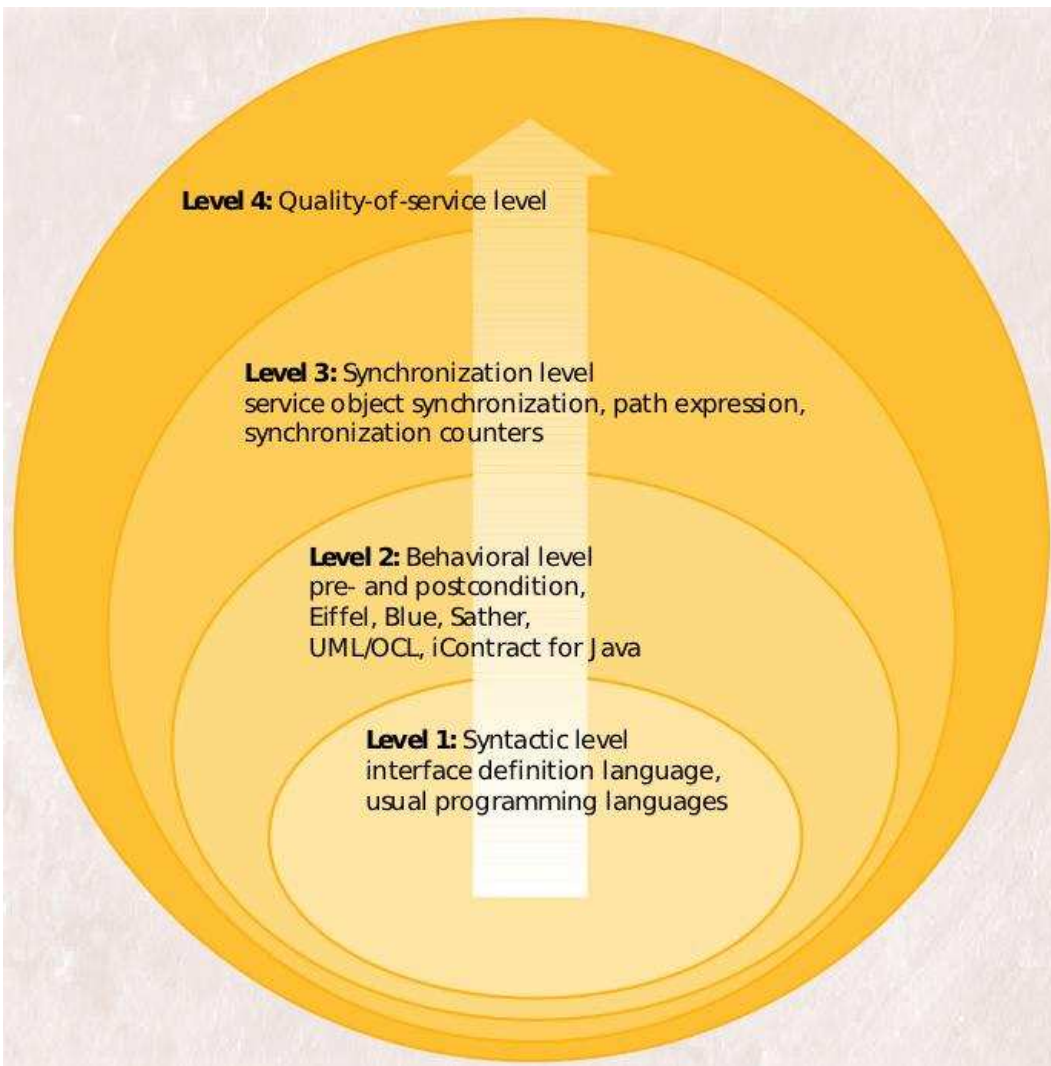 Level 4: Quality-of-service level
Level 3: Synchronization level
service object synchronization, path expression,
synchronization counters
Level 2: Behavioral level
pre- and postcondition,
Eiffel, Blue, Sather,
UML/OCL, iContract for Java
Level 1: Syntactic level
interface definition language,
usual programming languages